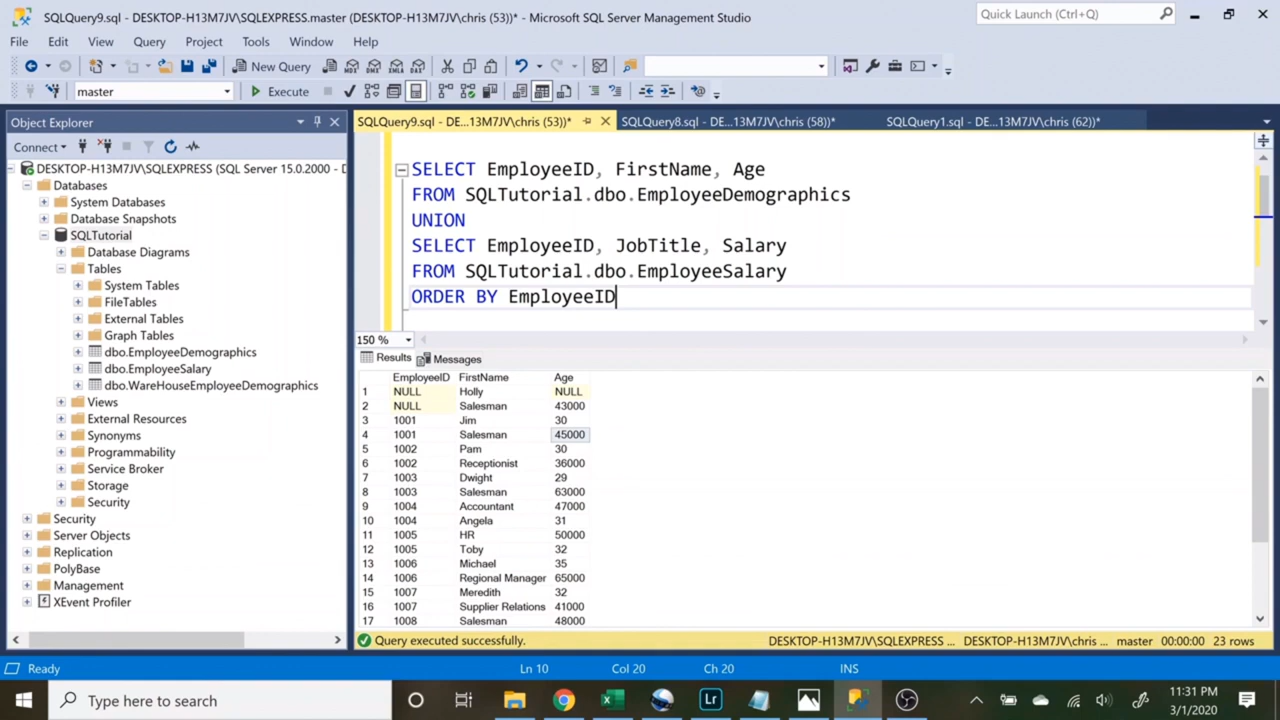 SQLQuery9.sql - DESKTOP-H13M7JV\SQLEXPRESS.master (DESKTOP-H13M7JV\chris (53))* - Microsoft SQL Server Management Studio
Quick Launch (Ctrl+Q)
File Edit View Query Project Tools Window Help
New Query
master
Execute
Object Explorer
Connect
DESKTOP-H13M7JV\SQLEXPRESS (SQL Server 15.0.2000 - D
Databases
System Databases
Database Snapshots
SQLTutorial
Database Diagrams
Tables
System Tables
FileTables
External Tables
Graph Tables
dbo.EmployeeDemographics
dbo.EmployeeSalary
dbo.WareHouseEmployeeDemographics
Views
External Resources
Synonyms
Programmability
Service Broker
Storage
Security
Security
Server Objects
Replication
PolyBase
Management
XEvent Profiler
SQLQuery9.sql - DE...13M7JV\chris (53))* SQLQuery8.sql - DE...13M7JV\chris (58))* SQLQuery1.sql - DE...13M7JV\chris (62))*
SELECT EmployeeID, FirstName, Age
FROM SQLTutorial.dbo.EmployeeDemographics
UNION
SELECT EmployeeID, JobTitle, Salary
FROM SQLTutorial.dbo.EmployeeSalary
ORDER BY EmployeeID
150 %
Results Messages
EmployeeID FirstName Age
1 NULL Holly NULL
2 NULL Salesman 43000
3 1001 Jim 30
4 1001 Salesman 45000
5 1002 Pam 30
6 1002 Receptionist 36000
7 1003 Dwight 29
8 1003 Salesman 63000
9 1004 Accountant 47000
10 1004 Angela 31
11 1005 HR 50000
12 1005 Toby 32
13 1006 Michael 35
14 1006 Regional Manager 65000
15 1007 Meredith 32
16 1007 Supplier Relations 41000
17 1008 Salesman 48000
Query executed successfully. DESKTOP-H13M7JV\SQLEXPRESS ... DESKTOP-H13M7JV\chris ... master 00:00:00 23 rows
Ready Ln 10 Col 20 Ch 20 INS
Type here to search
Lr
11:31 PM
3/1/2020